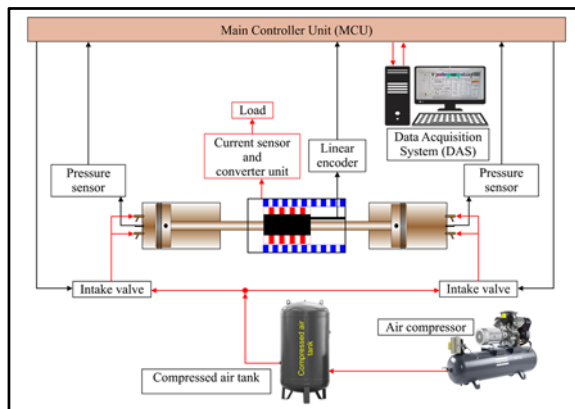 Main Controller Unit (MCU)
Load
Current sensor
and
converter unit
Linear
encoder
Data Acquisition
System (DAS)
Pressure
sensor
Pressure
sensor
Intake valve
Intake valve
Air compressor
Compressed air
tank
Compressed air tank